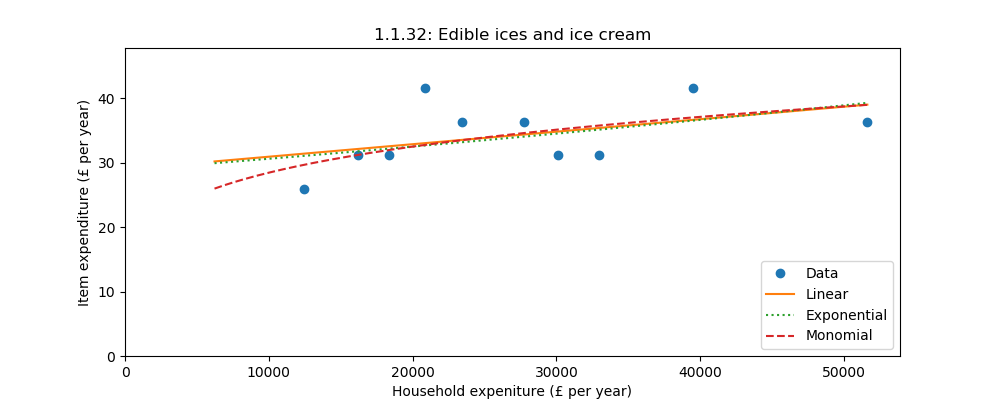 1.1.32: Edible ices and ice cream
Item expenditure (£ per year)
40
30
20
10
0
0 10000 20000 30000 40000 50000
Household expeniture (£ per year)
Data
Linear
Exponential
Monomial